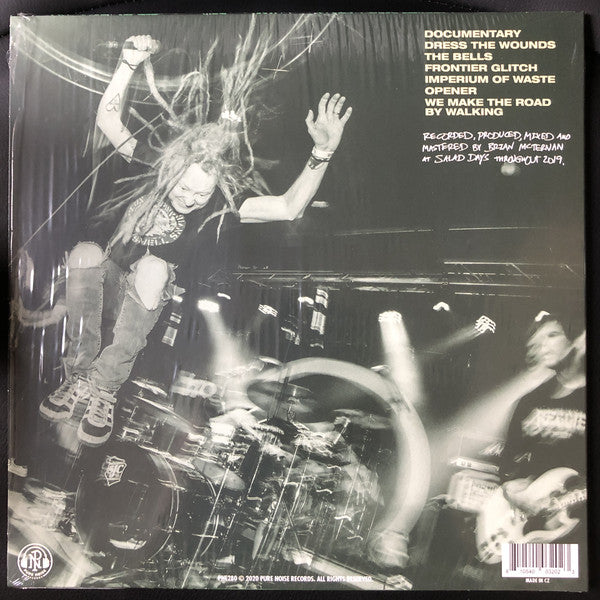 DOCUMENTARY
DRESS THE WOUNDS
THE BELLS
FRONTIER GLITCH
IMPERIUM OF WASTE
OPENER
WE MAKE THE ROAD
BY WALKING
RECORDED, PRODUCED, MIXED AND
MASTERED BY BRIAN MCTERNAN
AT SALAD DAYS THROUGHOUT 2019.
PNE280 © 2020 PURE NOISE RECORDS. ALL RIGHTS RESERVED.
MADE IN CZ